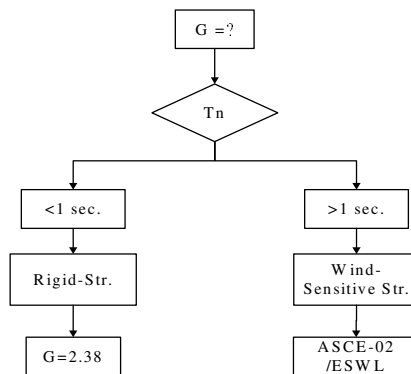 G =?
Tn
<1 sec.
>1 sec.
Rigid-Str.
Wind-
Sensitive Str.
G=2.38
ASCE-02
/ESWL